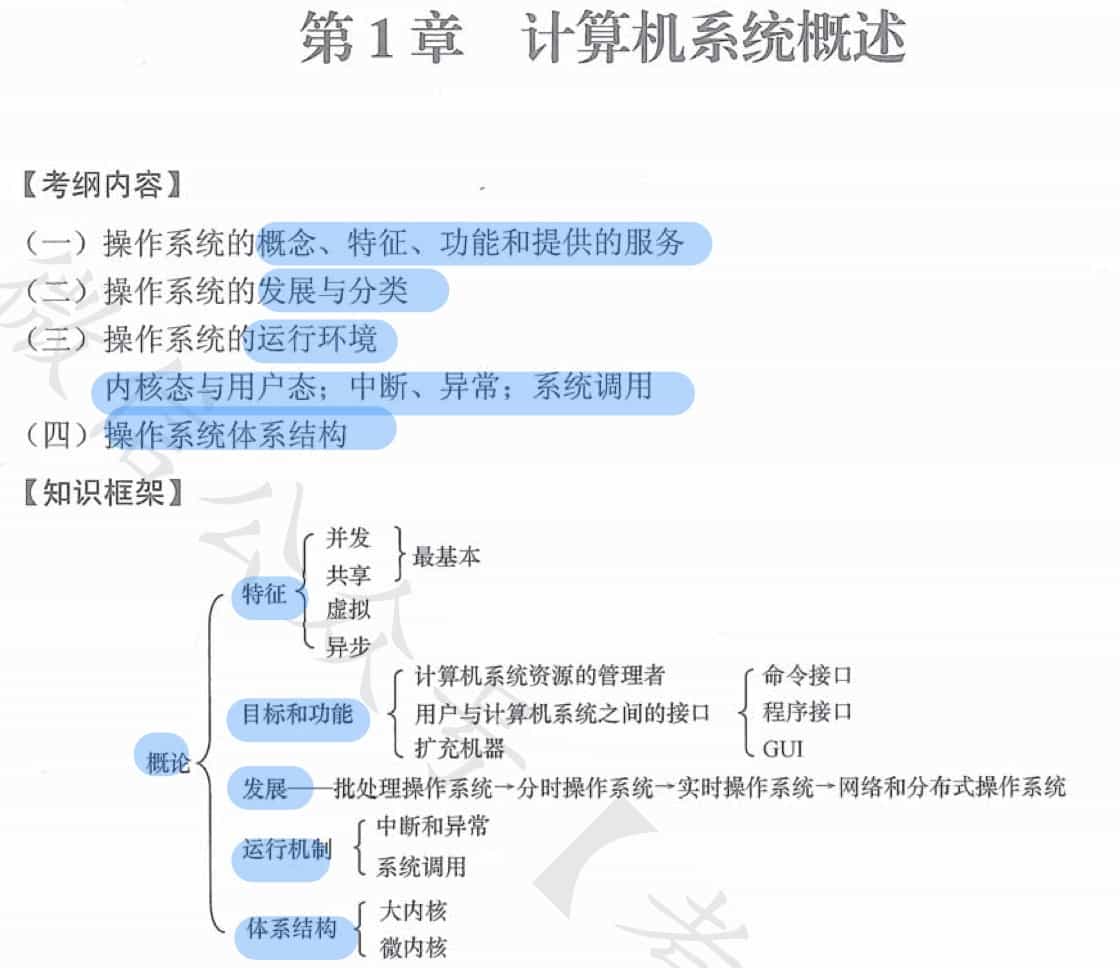 第1章 计算机系统概述
【考纲内容】
（一）操作系统的概念、特征、功能和提供的服务
（二）操作系统的发展与分类
（三）操作系统的运行环境
内核态与用户态；中断、异常；系统调用
（四）操作系统体系结构
【知识框架】
概论
特征
并发
共享
最基本
虚拟
异步
目标和功能
计算机系统资源的管理者
用户与计算机系统之间的接口
命令接口
程序接口
GUI
扩充机器
发展——批处理操作系统→分时操作系统→实时操作系统→网络和分布式操作系统
运行机制
中断和异常
系统调用
体系结构
大内核
微内核
微信公众号【考